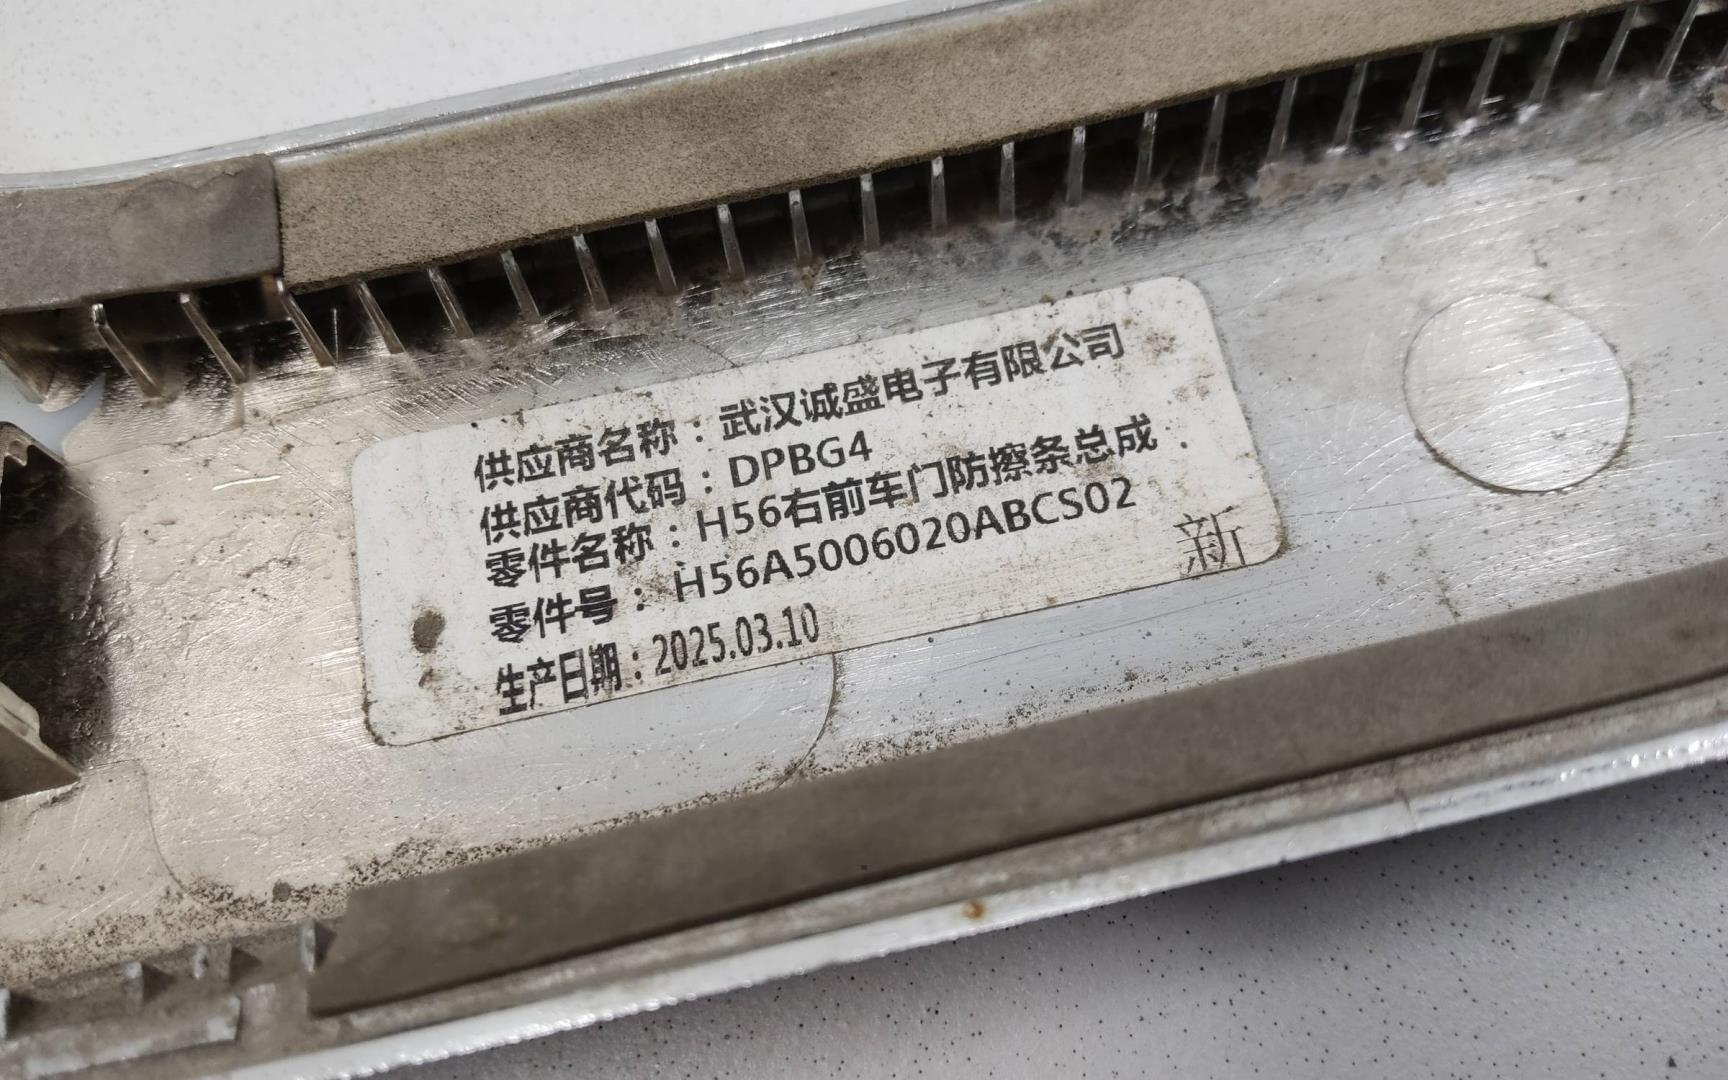 供应商名称：武汉诚盛电子有限公司
供应商代码：DPBG4
零件名称：H56右前车门防擦条总成
零件号：H56A5006020ABCS02
生产日期：2025.03.10
新